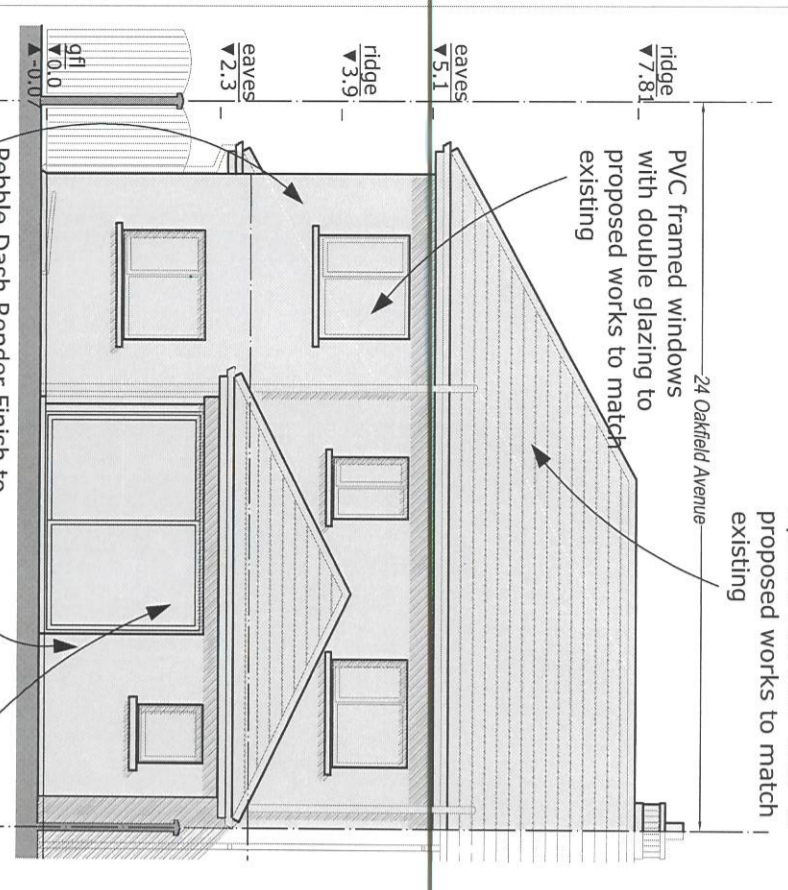 ridge
▼7.81
eaves
▼5.1
ridge
▼3.9
eaves
▼2.3
gfl
▼0.0
▼-0.07
24 Oakfield Avenue
proposed works to match
existing
PVC framed windows
with double glazing to
proposed works to match
existing
Pebble Dash Render Finish to